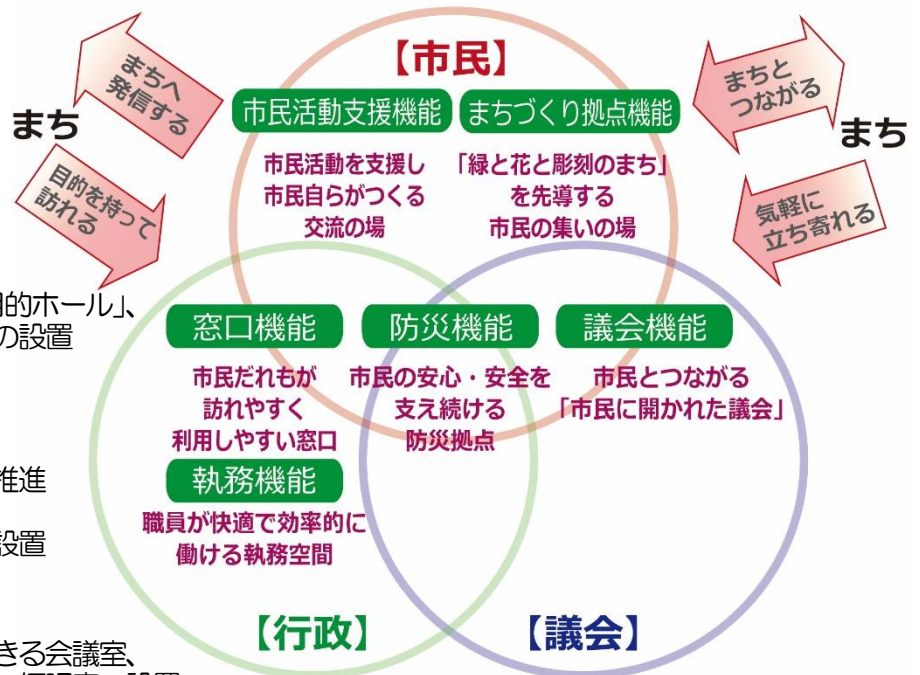 【市民】
まちへ
発信する
まちと
つながる
まち
まち
市民活動支援機能
まちづくり拠点機能
市民活動を支援し
市民自らがつくる
交流の場
「緑と花と彫刻のまち」
を先導する
市民の集いの場
目的を持って
訪れる
気軽に
立ち寄れる
的ホール」、
の設置
窓口機能
防災機能
議会機能
市民だれもが
訪れやすく
利用しやすい窓口
市民の安心・安全を
支え続ける
防災拠点
市民とつながる
「市民に開かれた議会」
推進
執務機能
職員が快適で効率的に
働ける執務空間
設置
【行政】
【議会】
きる会議室、